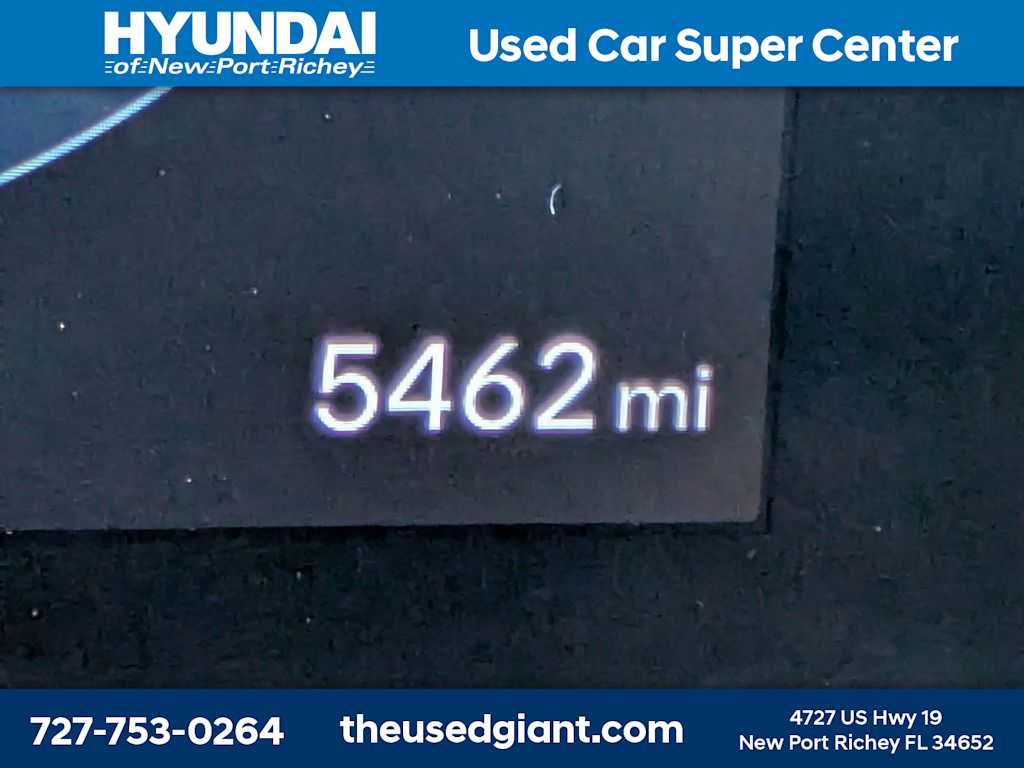 HYUNDAI
of New Port Richey
Used Car Super Center
5462 mi
727-753-0264
theusedgiant.com
4727 US Hwy 19
New Port Richey FL 34652